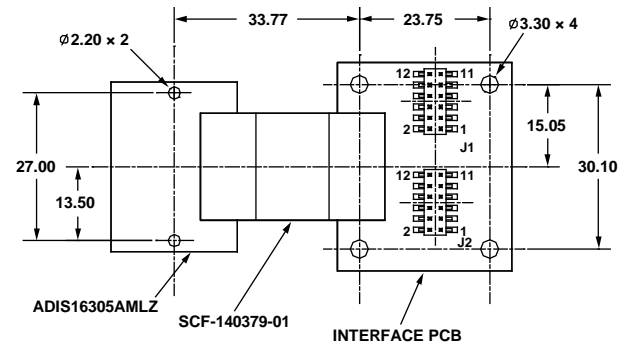 33.77
23.75
Ø2.20 × 2
Ø3.30 × 4
12 11
2 1
J1
15.05
27.00
30.10
12 11
13.50
2 1
J2
ADIS16305AMLZ
SCF-140379-01
INTERFACE PCB